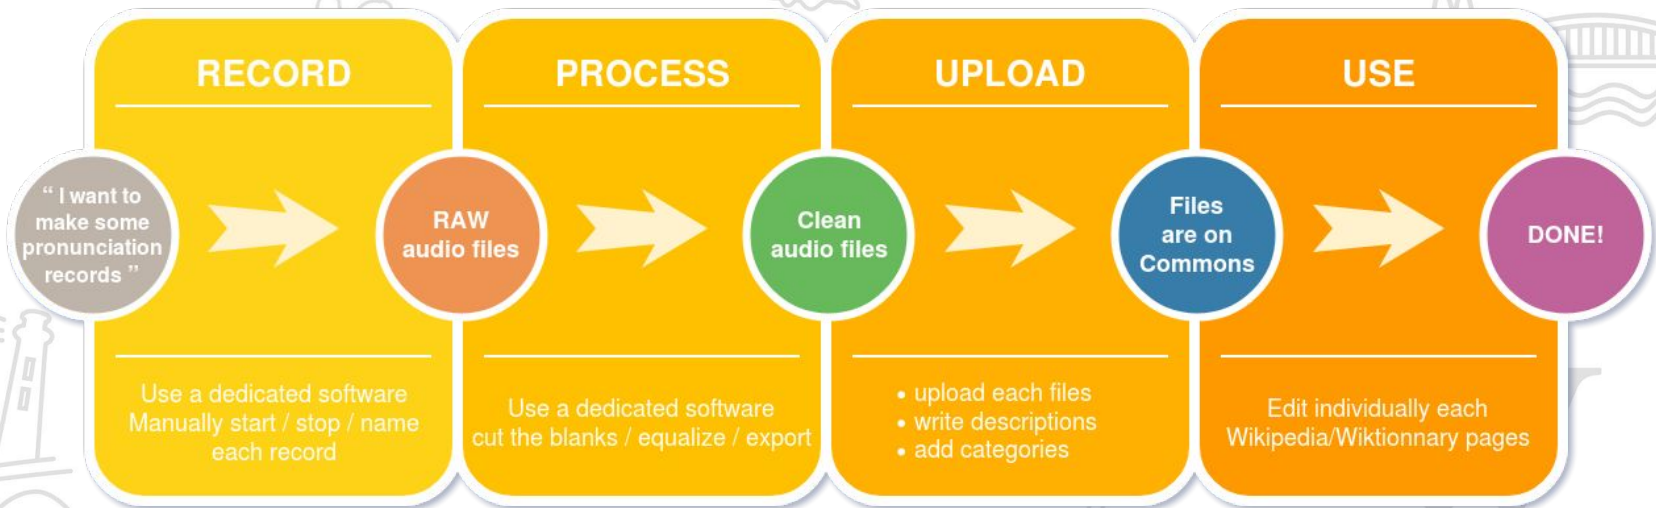 RECORD
“ I want to
make some
pronunciation
records ”
RAW
audio files
Use a dedicated software
Manually start / stop / name
each record
PROCESS
Clean
audio files
Use a dedicated software
cut the blanks / equalize / export
UPLOAD
Files
are on
Commons
• upload each files
• write descriptions
• add categories
USE
DONE!
Edit individually each
Wikipedia/Wiktionnary pages